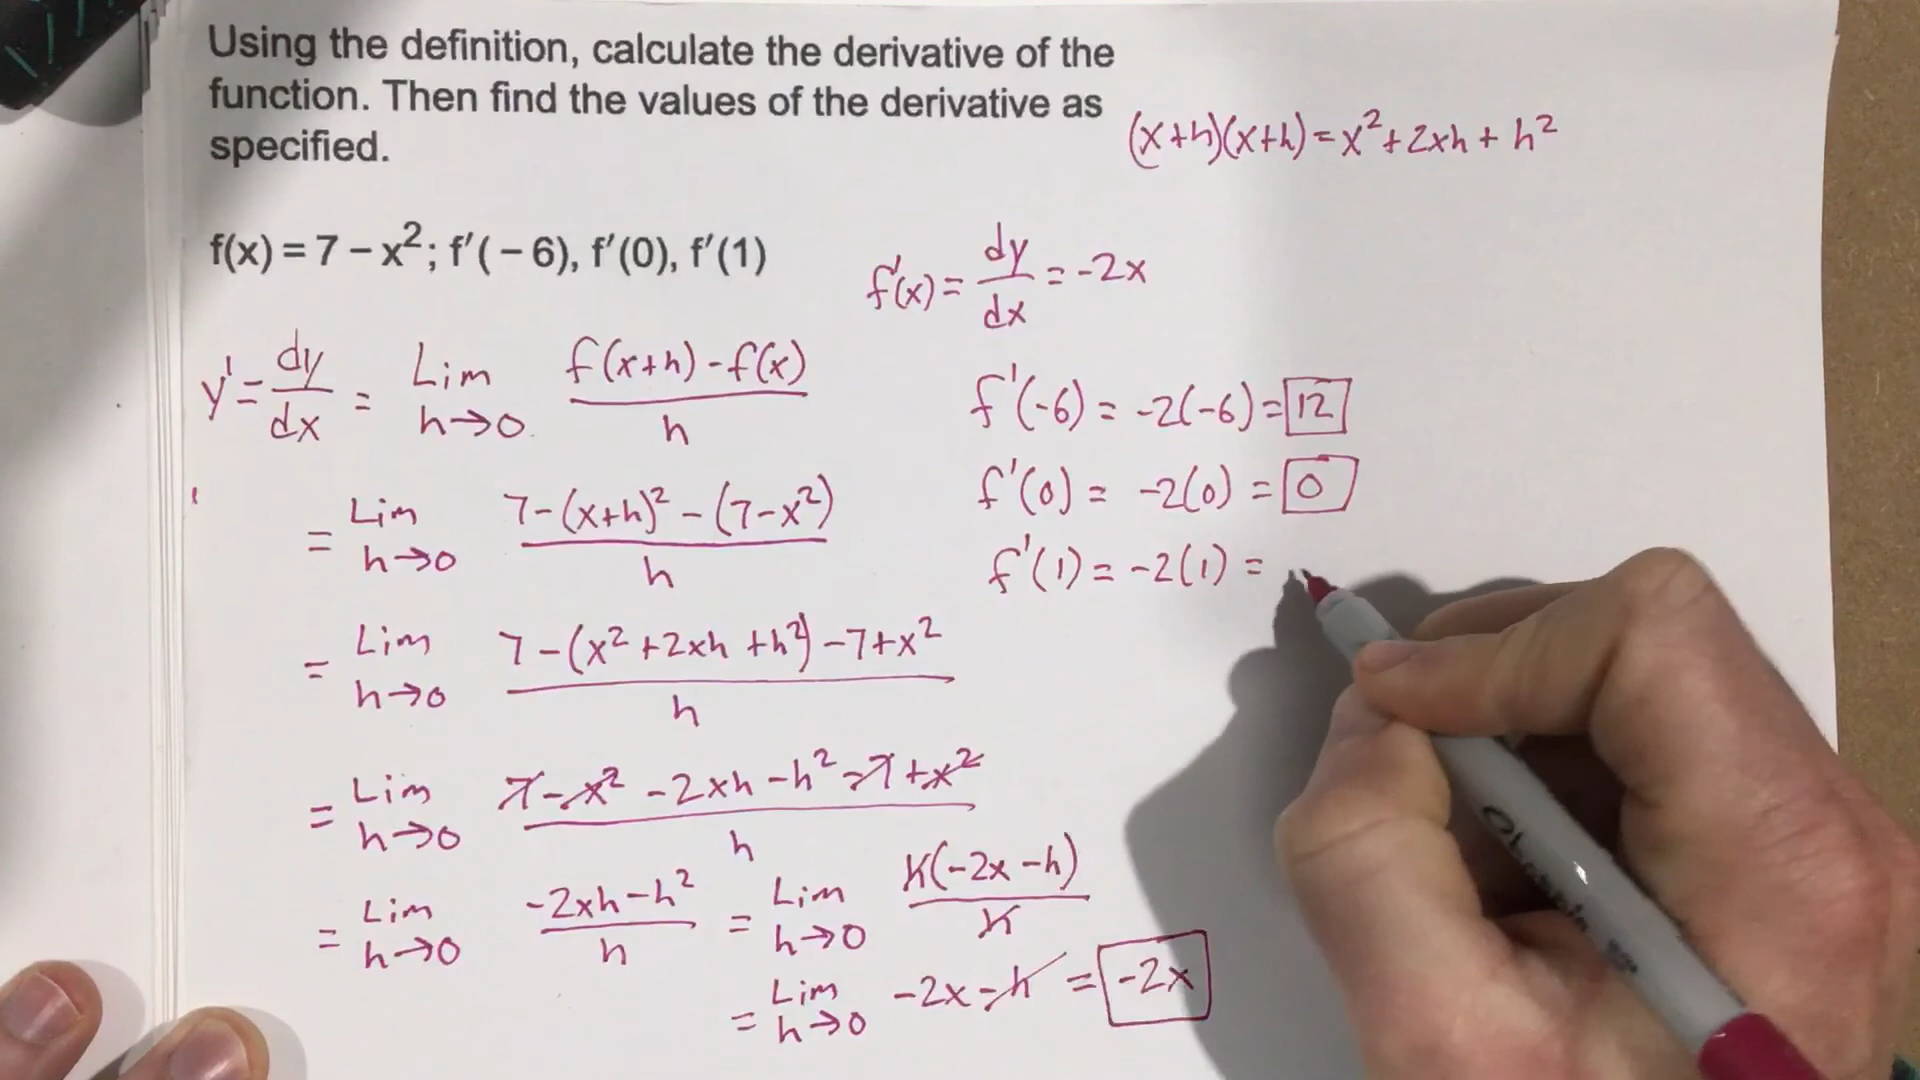 Using the definition, calculate the derivative of the
function. Then find the values of the derivative as
specified.
(x+h)(x+h) = x² + 2xh + h²
f(x) = 7 – x²; f′( – 6), f′(0), f′(1)
f'(x) = dy/dx = -2x
y' = dy/dx = Lim h→0 (f(x+h) - f(x))/h
= Lim h→0 (7-(x+h)² - (7-x²))/h
= Lim h→0 (7-(x²+2xh+h²)-7+x²)/h
= Lim h→0 (7-x²-2xh-h²-7+x²)/h
= Lim h→0 (-2xh-h²)/h = Lim h→0 h(-2x-h)/h
= Lim h→0 -2x-h = -2x
f'(-6) = -2(-6) = 12
f'(0) = -2(0) = 0
f'(1) = -2(1) =